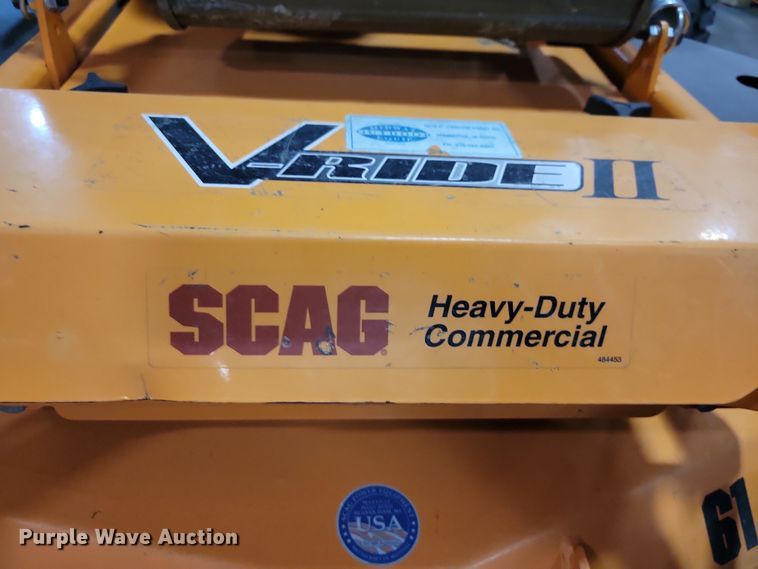 V-RIDE II
SCAG
Heavy-Duty
Commercial
484453
USA
61
Purple Wave Auction